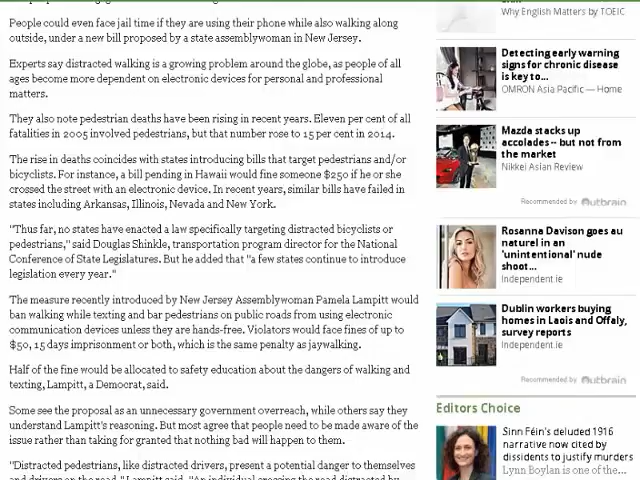 People could even face jail time if they are using their phone while also walking along
outside, under a new bill proposed by a state assemblywoman in New Jersey.
Experts say distracted walking is a growing problem around the globe, as people of all
ages become more dependent on electronic devices for personal and professional
matters.
They also note pedestrian deaths have been rising in recent years. Eleven per cent of all
fatalities in 2005 involved pedestrians, but that number rose to 15 per cent in 2014.
The rise in deaths coincides with states introducing bills that target pedestrians and/or
bicyclists. For instance, a bill pending in Hawaii would fine someone $250 if he or she
crossed the street with an electronic device. In recent years, similar bills have failed in
states including Arkansas, Illinois, Nevada and New York.
"Thus far, no states have enacted a law specifically targeting distracted bicyclists or
pedestrians," said Douglas Shinkle, transportation program director for the National
Conference of State Legislatures. But he added that "a few states continue to introduce
legislation every year."
The measure recently introduced by New Jersey Assemblywoman Pamela Lampitt would
ban walking while texting and bar pedestrians on public roads from using electronic
communication devices unless they are hands-free. Violators would face fines of up to
$50, 15 days imprisonment or both, which is the same penalty as jaywalking.
Half of the fine would be allocated to safety education about the dangers of walking and
texting, Lampitt, a Democrat, said.
Some see the proposal as an unnecessary government overreach, while others say they
understand Lampitt's reasoning. But most agree that people need to be made aware of the
issue rather than taking for granted that nothing bad will happen to them.
"Distracted pedestrians, like distracted drivers, present a potential danger to themselves
and drivers on the road," Lampitt said. "An individual crossing the road distracted by
Why English Matters by TOEIC
Detecting early warning
signs for chronic disease
is key to...
OMRON Asia Pacific — Home
Mazda stacks up
accolades -- but not from
the market
Nikkei Asian Review
Recommended by Outbrain
Rosanna Davison goes au
naturel in an
'unintentional' nude
shoot...
Independent.ie
Dublin workers buying
homes in Laois and Offaly,
survey reports
Independent.ie
Recommended by Outbrain
Editors Choice
Sinn Féin's deluded 1916
narrative now cited by
dissidents to justify murders
Lynn Boylan is one of the...